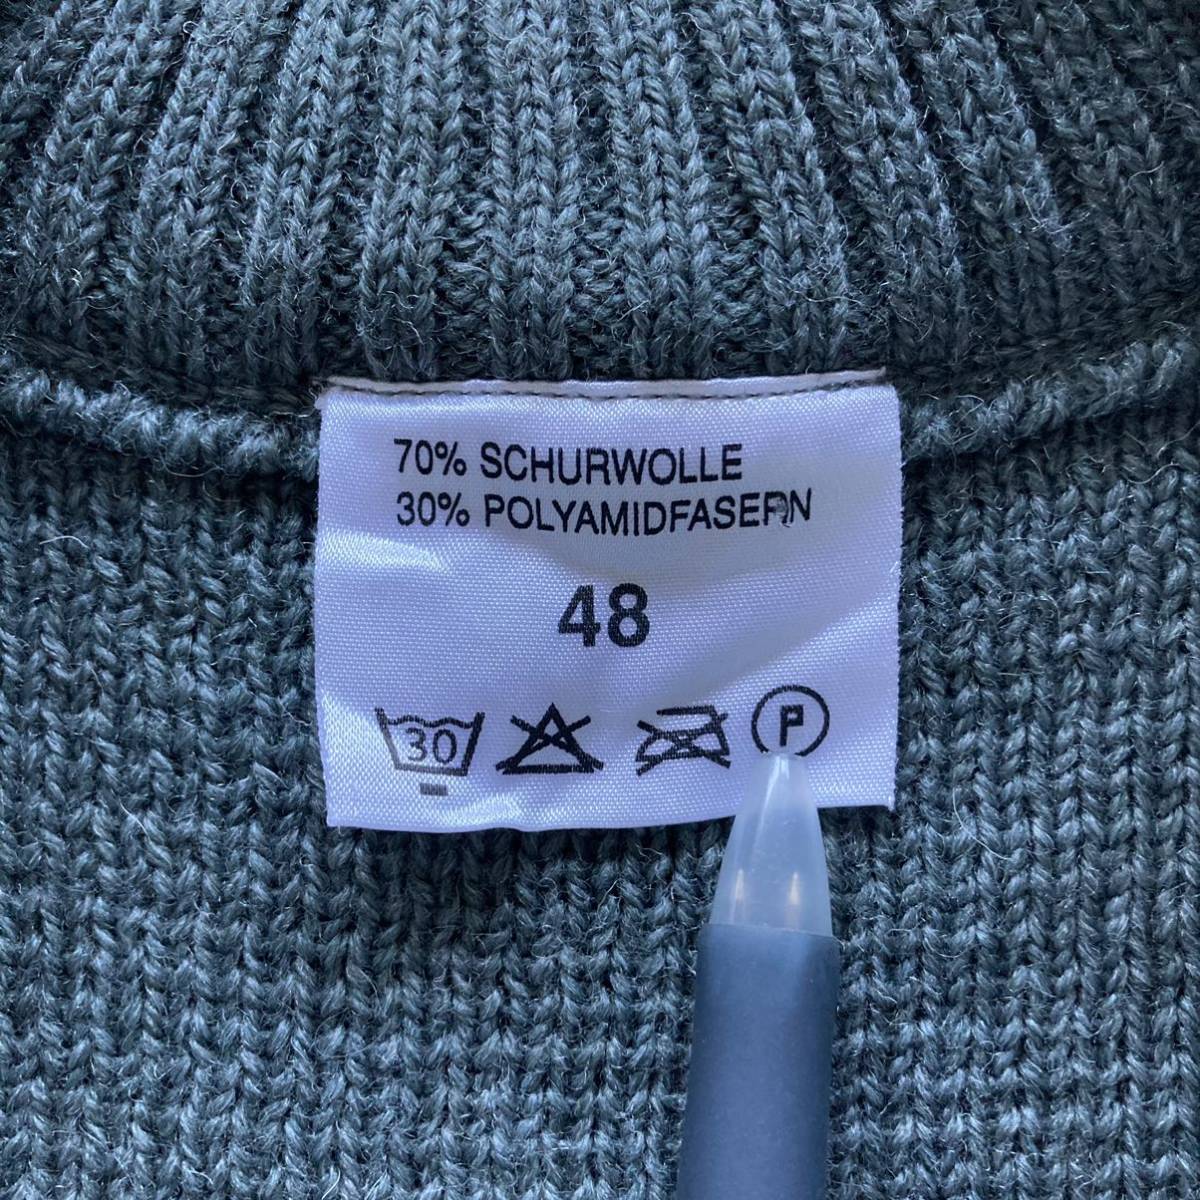 70% SCHURWOLLE
30% POLYAMIDFASERN
48
30 P